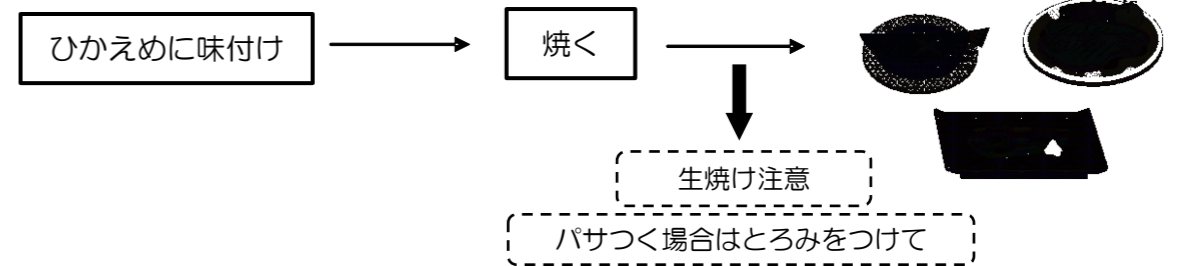 ひかえめに味付け
焼く
生焼け注意
パサつく場合はとろみをつけて